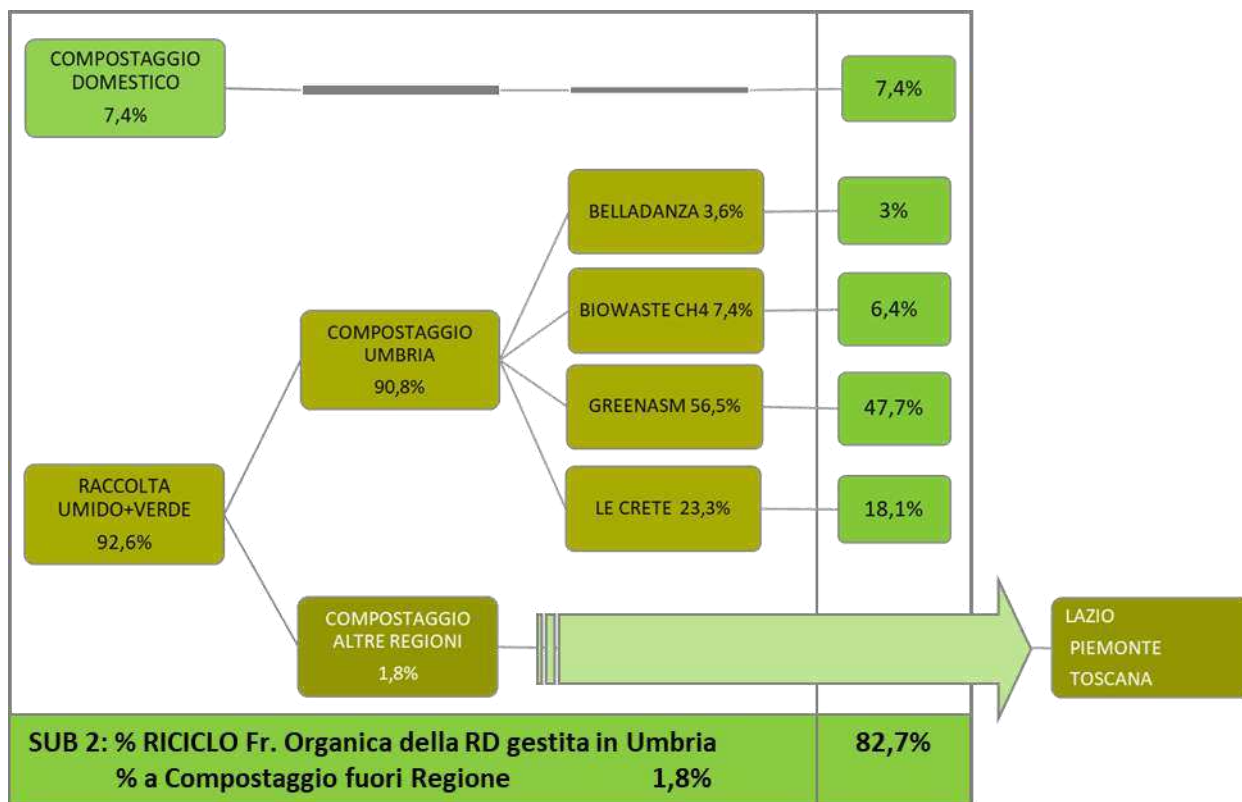 COMPOSTAGGIO
DOMESTICO
7,4%
7,4%
BELLADANZA 3,6%
3%
BIOWASTE CH4 7,4%
6,4%
COMPOSTAGGIO
UMBRIA
90,8%
GREENASM 56,5%
47,7%
LE CRETE 23,3%
18,1%
RACCOLTA
UMIDO+VERDE
92,6%
COMPOSTAGGIO
ALTRE REGIONI
1,8%
LAZIO
PIEMONTE
TOSCANA
SUB 2: % RICICLO Fr. Organica della RD gestita in Umbria 82,7%
% a Compostaggio fuori Regione 1,8%